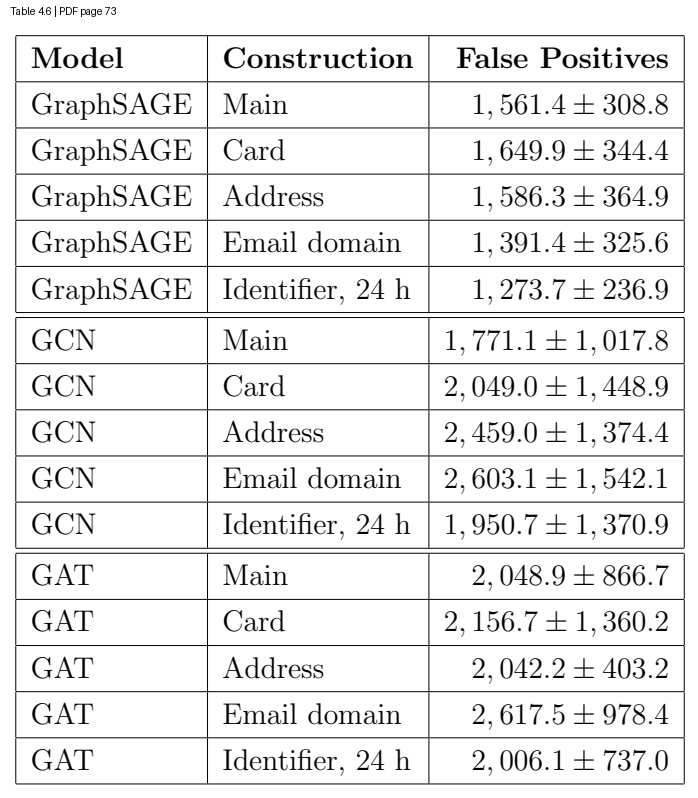 Table 4.6 | PDF page 73
Model Construction False Positives
GraphSAGE Main 1,561.4 ± 308.8
GraphSAGE Card 1,649.9 ± 344.4
GraphSAGE Address 1,586.3 ± 364.9
GraphSAGE Email domain 1,391.4 ± 325.6
GraphSAGE Identifier, 24 h 1,273.7 ± 236.9
GCN Main 1,771.1 ± 1,017.8
GCN Card 2,049.0 ± 1,448.9
GCN Address 2,459.0 ± 1,374.4
GCN Email domain 2,603.1 ± 1,542.1
GCN Identifier, 24 h 1,950.7 ± 1,370.9
GAT Main 2,048.9 ± 866.7
GAT Card 2,156.7 ± 1,360.2
GAT Address 2,042.2 ± 403.2
GAT Email domain 2,617.5 ± 978.4
GAT Identifier, 24 h 2,006.1 ± 737.0